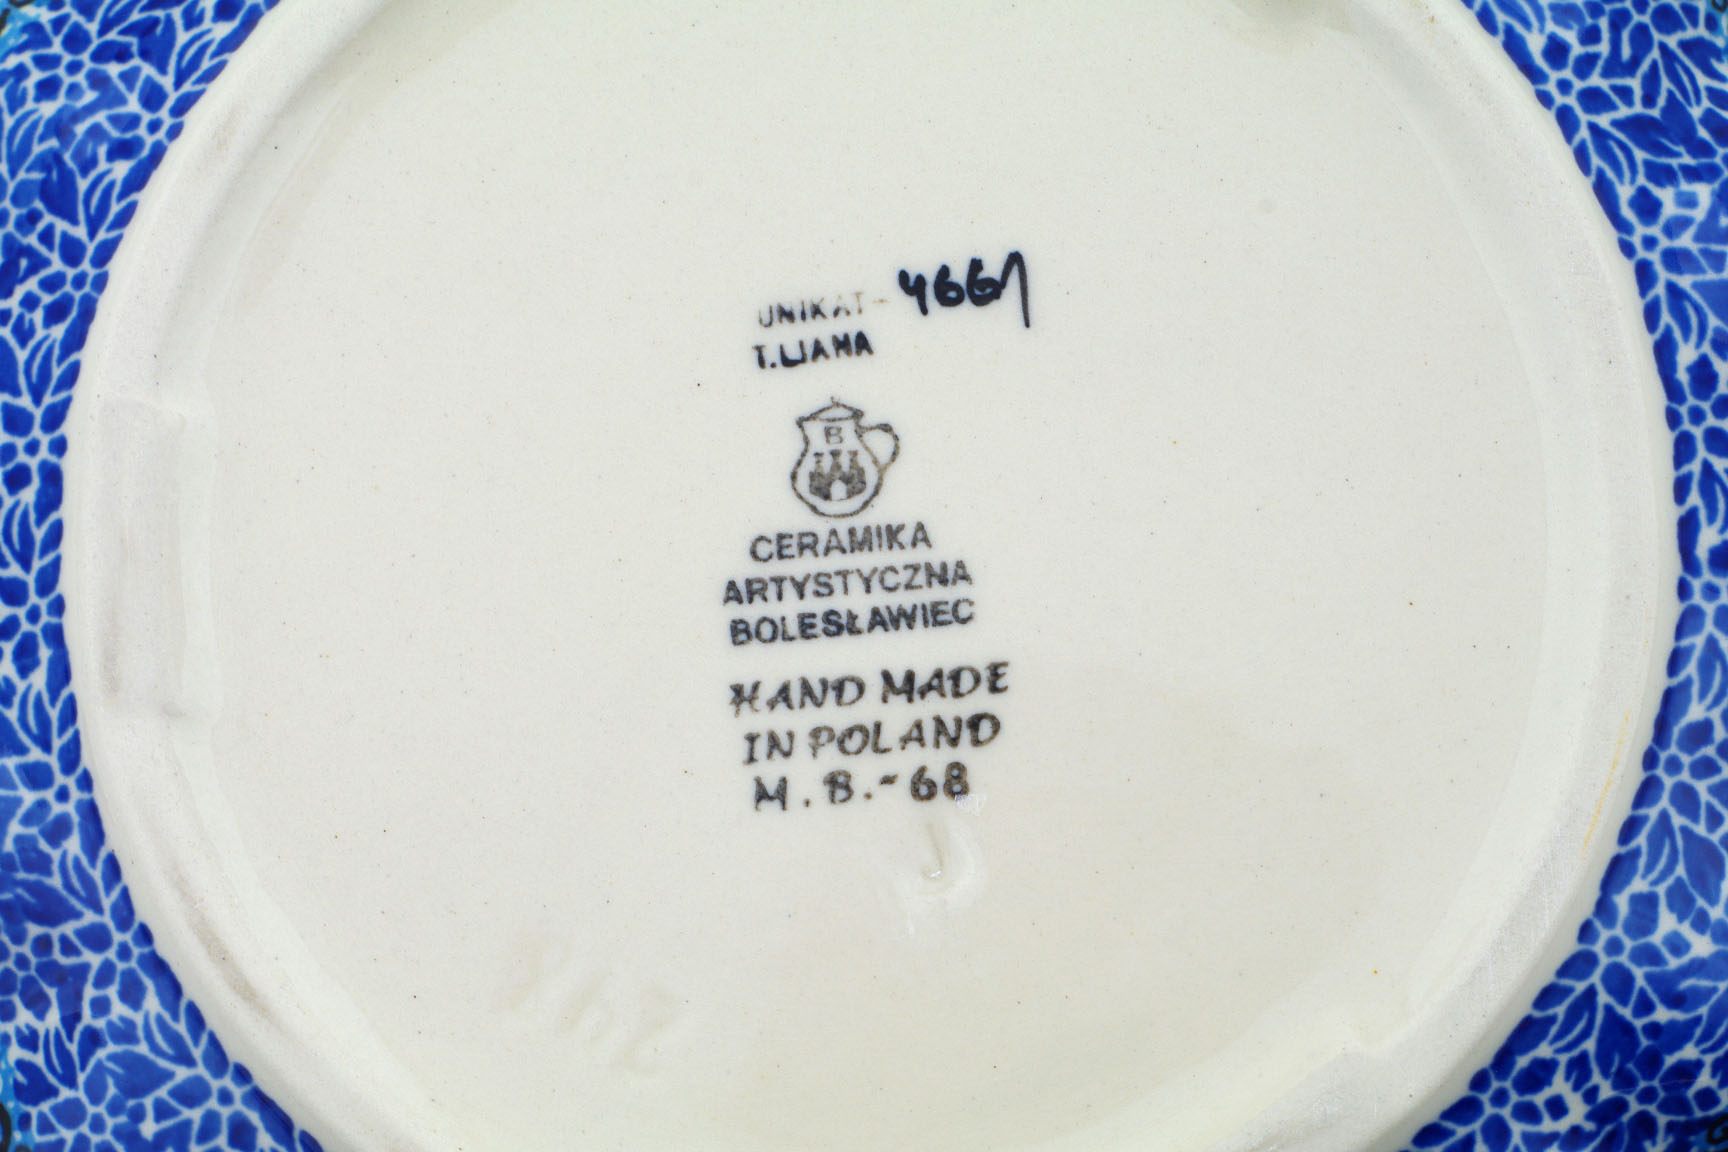 UNIKAT - 4661
T. LIANA
B
CERAMIKA
ARTYSTYCZNA
BOLESŁAWIEC
HAND MADE
IN POLAND
M.B.-68